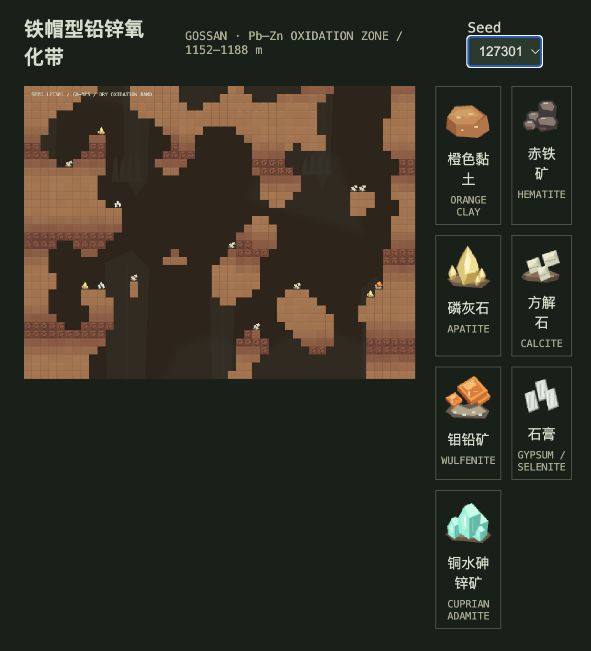 铁帽型铅锌氧
化带
GOSSAN · Pb—Zn OXIDATION ZONE /
1152—1188 m
Seed
127301
橙色黏
土
ORANGE
CLAY
赤铁
矿
HEMATITE
磷灰石
APATITE
方解
石
CALCITE
钼铅矿
WULFENITE
石膏
GYPSUM /
SELENITE
铜水砷
锌矿
CUPRIAN
ADAMITE